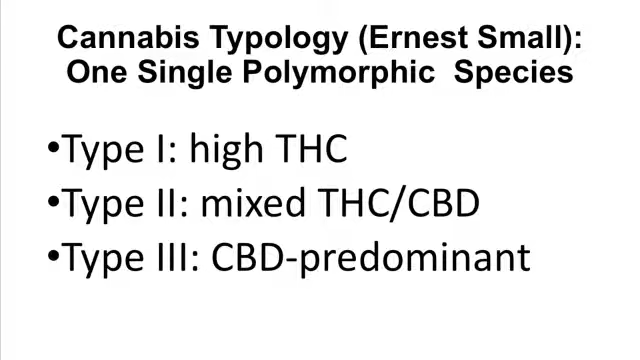 Cannabis Typology (Ernest Small):
One Single Polymorphic Species
•Type I: high THC
•Type II: mixed THC/CBD
•Type III: CBD-predominant